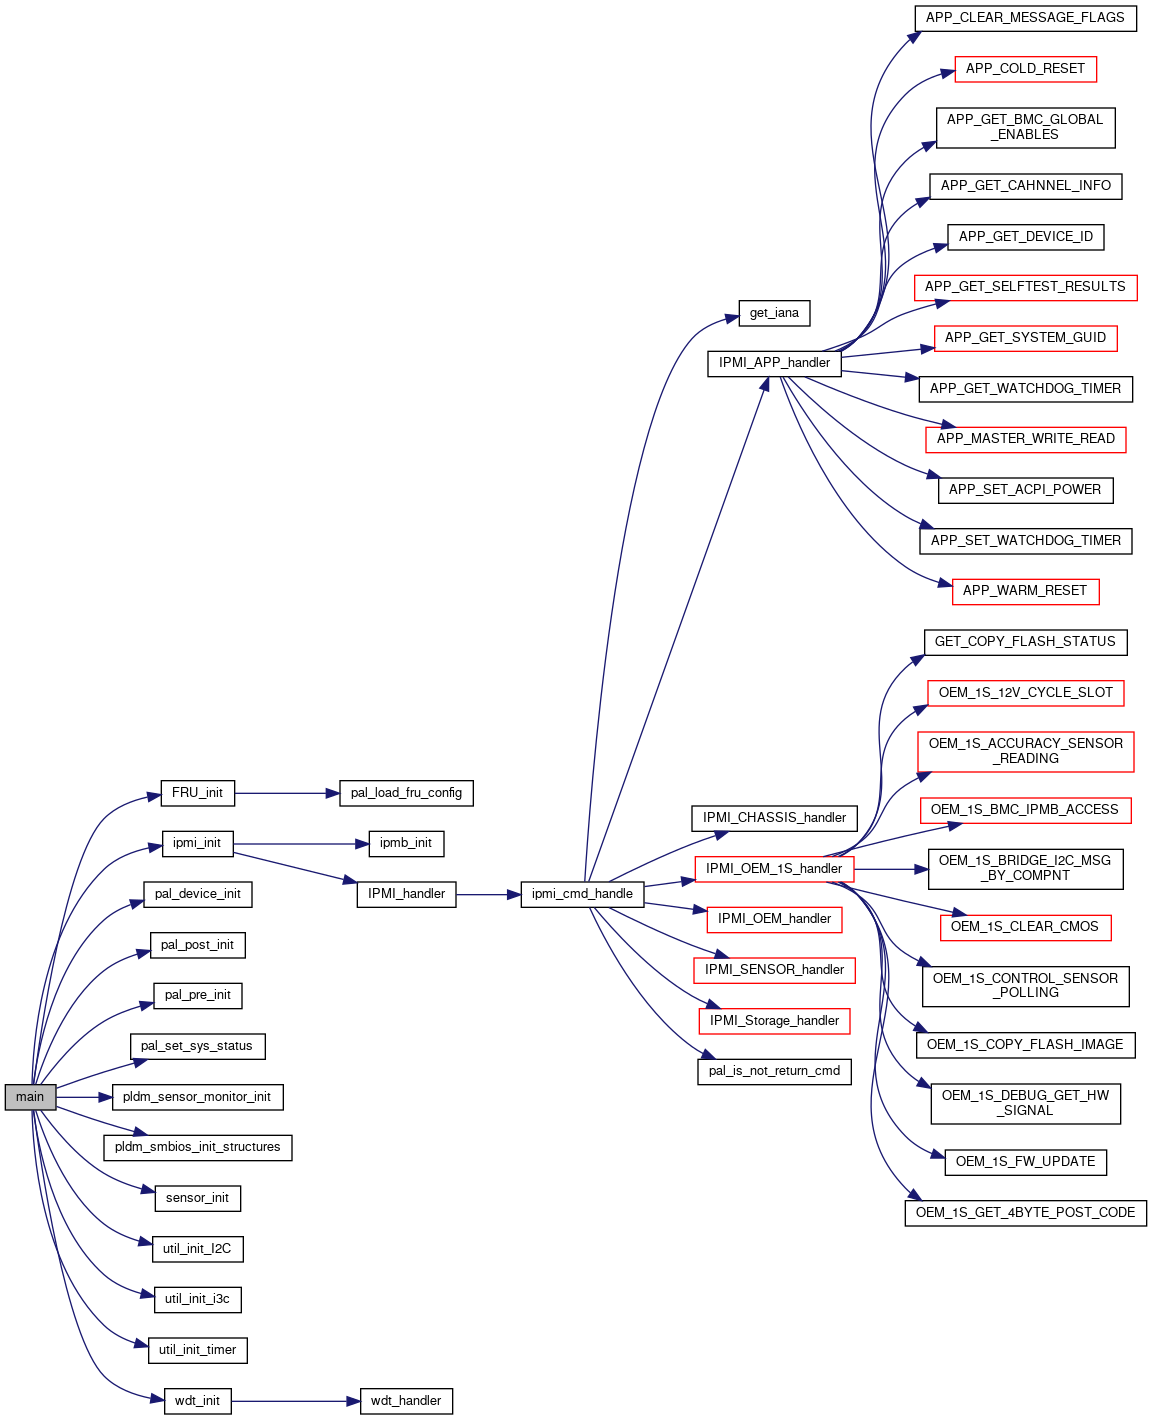 main
FRU_init
ipmi_init
pal_device_init
pal_post_init
pal_pre_init
pal_set_sys_status
pldm_sensor_monitor_init
pldm_smbios_init_structures
sensor_init
util_init_I2C
util_init_i3c
util_init_timer
wdt_init
pal_load_fru_config
ipmb_init
IPMI_handler
wdt_handler
ipmi_cmd_handle
get_iana
IPMI_APP_handler
IPMI_CHASSIS_handler
IPMI_OEM_1S_handler
IPMI_OEM_handler
IPMI_SENSOR_handler
IPMI_Storage_handler
pal_is_not_return_cmd
APP_CLEAR_MESSAGE_FLAGS
APP_COLD_RESET
APP_GET_BMC_GLOBAL
_ENABLES
APP_GET_CAHNNEL_INFO
APP_GET_DEVICE_ID
APP_GET_SELFTEST_RESULTS
APP_GET_SYSTEM_GUID
APP_GET_WATCHDOG_TIMER
APP_MASTER_WRITE_READ
APP_SET_ACPI_POWER
APP_SET_WATCHDOG_TIMER
APP_WARM_RESET
GET_COPY_FLASH_STATUS
OEM_1S_12V_CYCLE_SLOT
OEM_1S_ACCURACY_SENSOR
_READING
OEM_1S_BMC_IPMB_ACCESS
OEM_1S_BRIDGE_I2C_MSG
_BY_COMPNT
OEM_1S_CLEAR_CMOS
OEM_1S_CONTROL_SENSOR
_POLLING
OEM_1S_COPY_FLASH_IMAGE
OEM_1S_DEBUG_GET_HW
_SIGNAL
OEM_1S_FW_UPDATE
OEM_1S_GET_4BYTE_POST_CODE